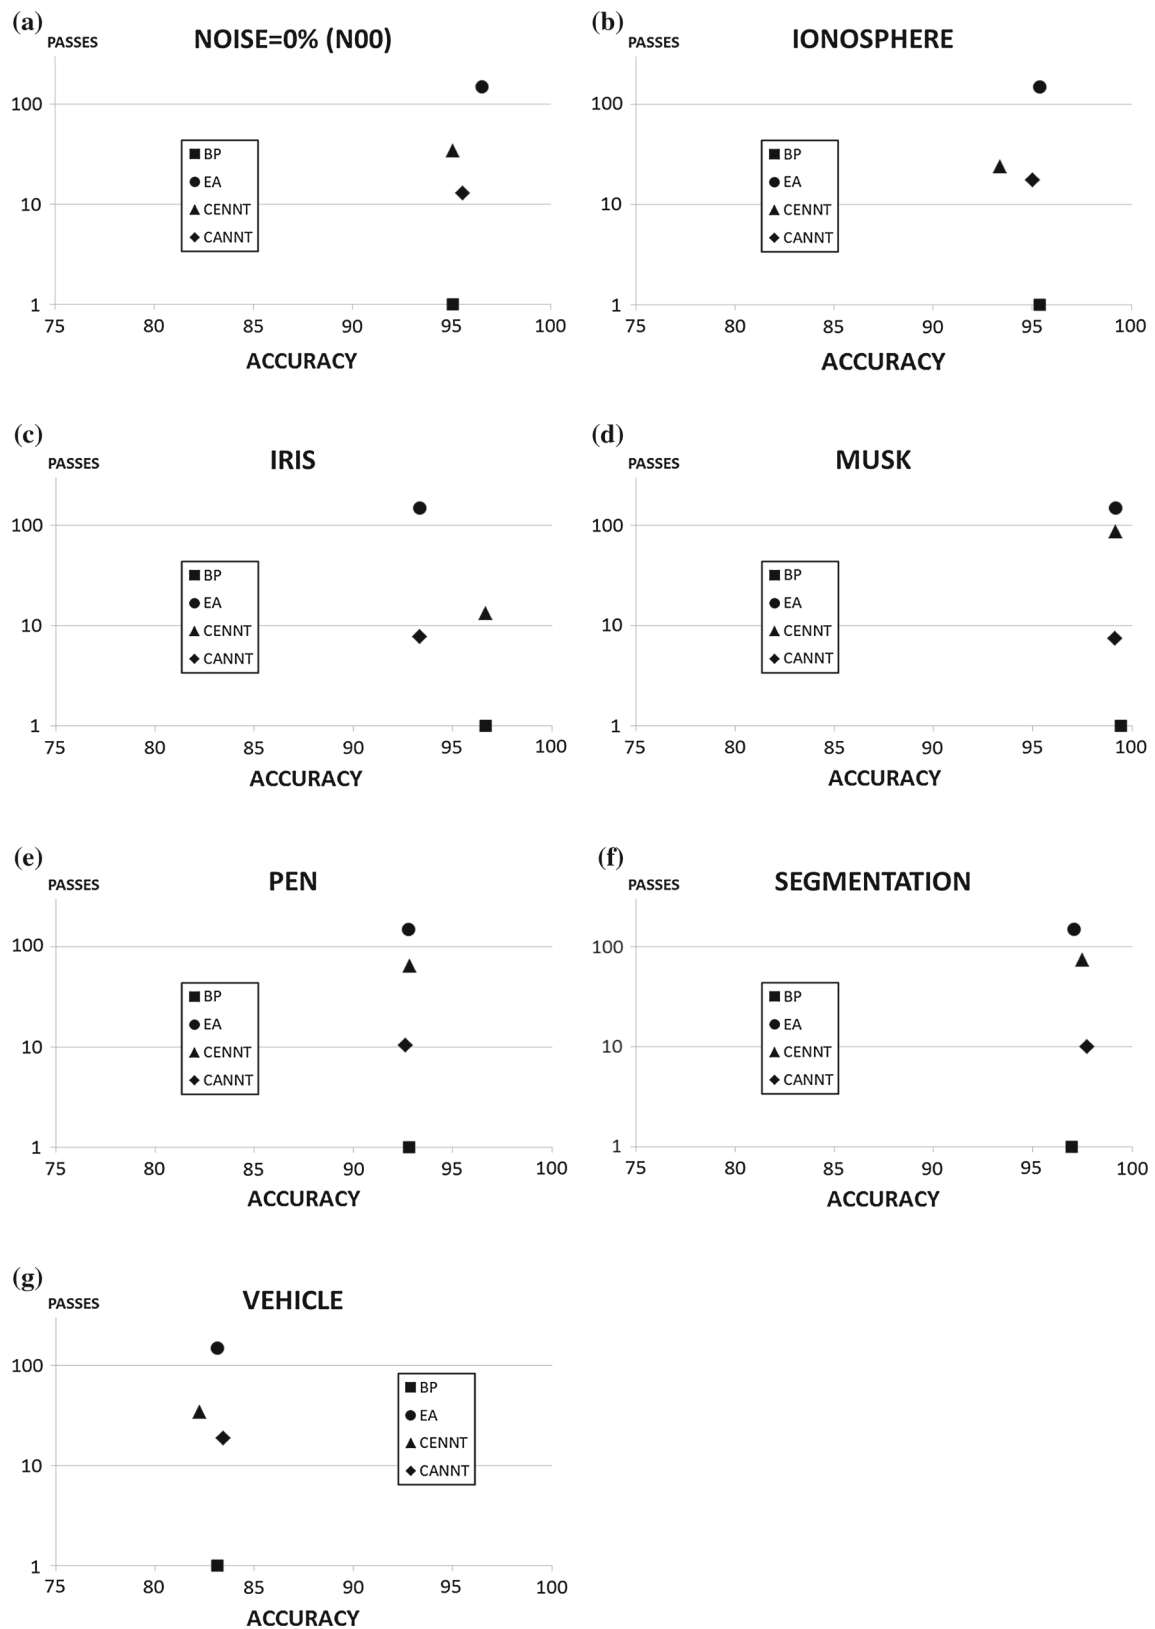 (a)
PASSES
NOISE=0% (N00)
100
10
1
BP
EA
CENNT
CANNT
75 80 85 90 95 100
ACCURACY
(b)
PASSES
IONOSPHERE
100
10
1
BP
EA
CENNT
CANNT
75 80 85 90 95 100
ACCURACY
(c)
PASSES
IRIS
100
10
1
BP
EA
CENNT
CANNT
75 80 85 90 95 100
ACCURACY
(d)
PASSES
MUSK
100
10
1
BP
EA
CENNT
CANNT
75 80 85 90 95 100
ACCURACY
(e)
PASSES
PEN
100
10
1
BP
EA
CENNT
CANNT
75 80 85 90 95 100
ACCURACY
(f)
PASSES
SEGMENTATION
100
10
1
BP
EA
CENNT
CANNT
75 80 85 90 95 100
ACCURACY
(g)
PASSES
VEHICLE
100
10
1
BP
EA
CENNT
CANNT
75 80 85 90 95 100
ACCURACY